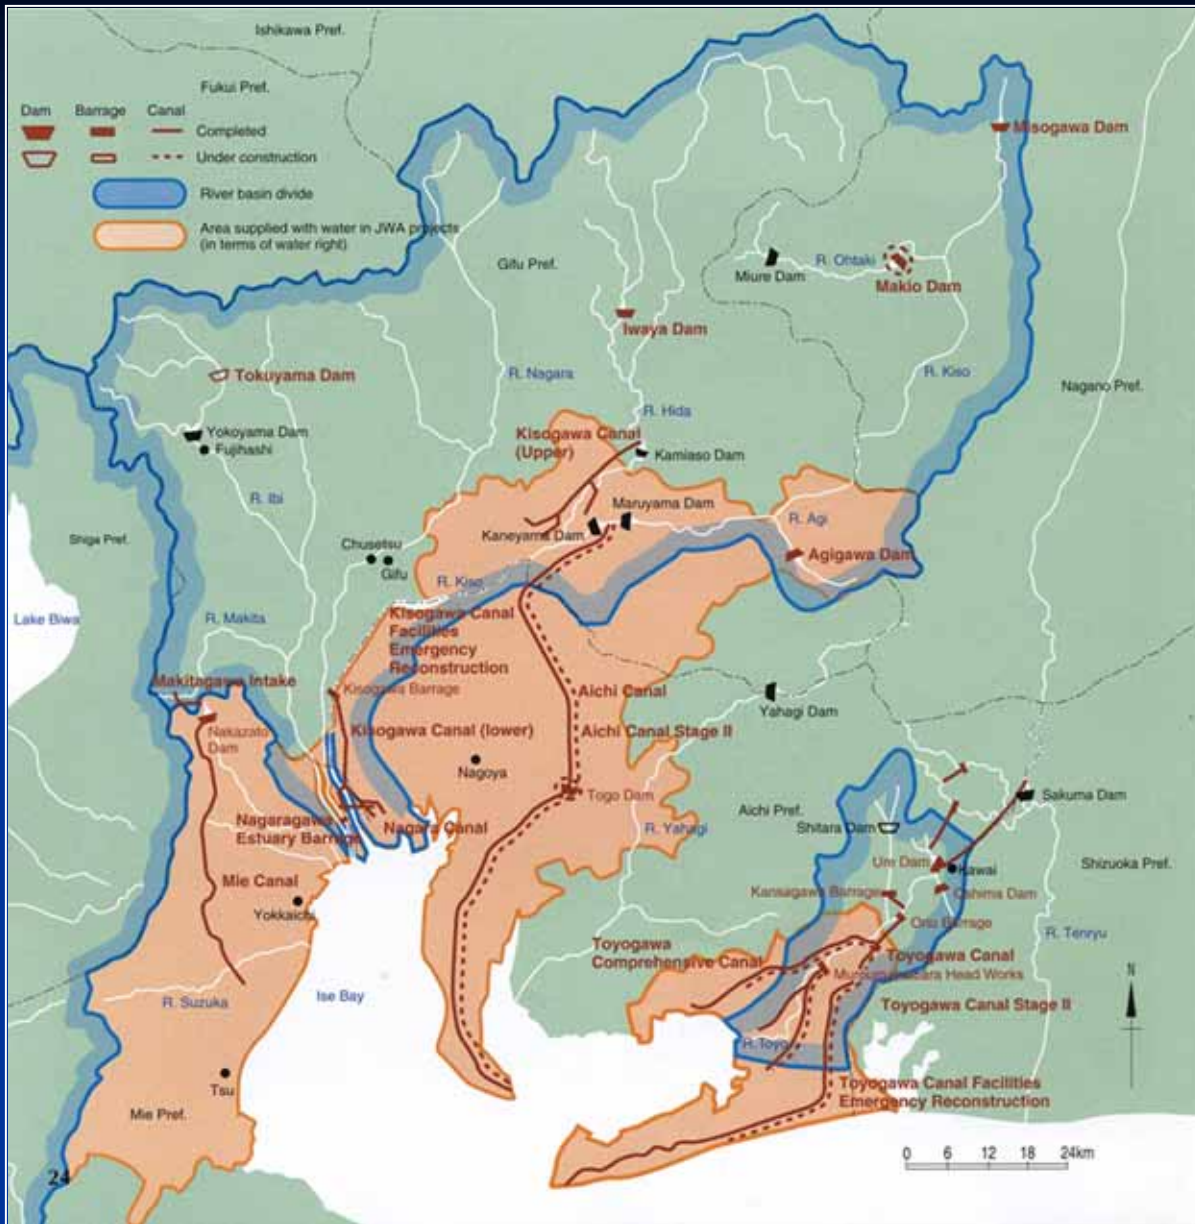 Ishikawa Pref.
Fukui Pref.
Dam Barrage Canal
Completed
Under construction
River basin divide
Area supplied with water in JWA projects
(in terms of water right)
Misogawa Dam
Gifu Pref.
Miure Dam
R. Ohtaki
Makio Dam
Iwaya Dam
Tokuyama Dam
R. Nagara
R. Kiso
Nagano Pref.
R. Hida
Yokoyama Dam
Fujihashi
Kisogawa Canal
(Upper)
Kamiaso Dam
R. Ibi
Maruyama Dam
R. Agi
Kaneyama Dam
Shiga Pref.
Chusetsu
Gifu
Agigawa Dam
R. Kiso
Lake Biwa
R. Makita
Kisogawa Canal
Facilities
Emergency
Reconstruction
Makitagawa Intake
Kisogawa Barrage
Aichi Canal
Yahagi Dam
Nakazato
Dam
Kisogawa Canal (lower)
Aichi Canal Stage II
Nagoya
Togo Dam
Aichi Pref.
Sakuma Dam
Nagaragawa
Estuary Barrage
Nagara Canal
R. Yahagi
Shitara Dam
Ure Dam
Kawai
Shizuoka Pref.
Mie Canal
Kansagawa Barrage
Oshima Dam
Yokkaichi
Ono Barrage
R. Tenryu
Toyogawa
Comprehensive Canal
Toyogawa Canal
Head Works
R. Suzuka
Ise Bay
Toyogawa Canal Stage II
N
R. Toyo
Tsu
Toyogawa Canal Facilities
Emergency Reconstruction
Mie Pref.
0 6 12 18 24km
24